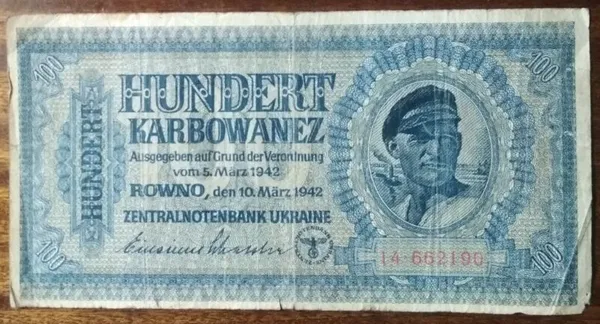 100
HUNDERT
100
HUNDERT
KARBOWANEZ
Ausgegeben auf Grund der Verordnung
vom 5. März 1942
ROWNO, den 10. März 1942
ZENTRALNOTENBANK UKRAINE
14 662190
100
100